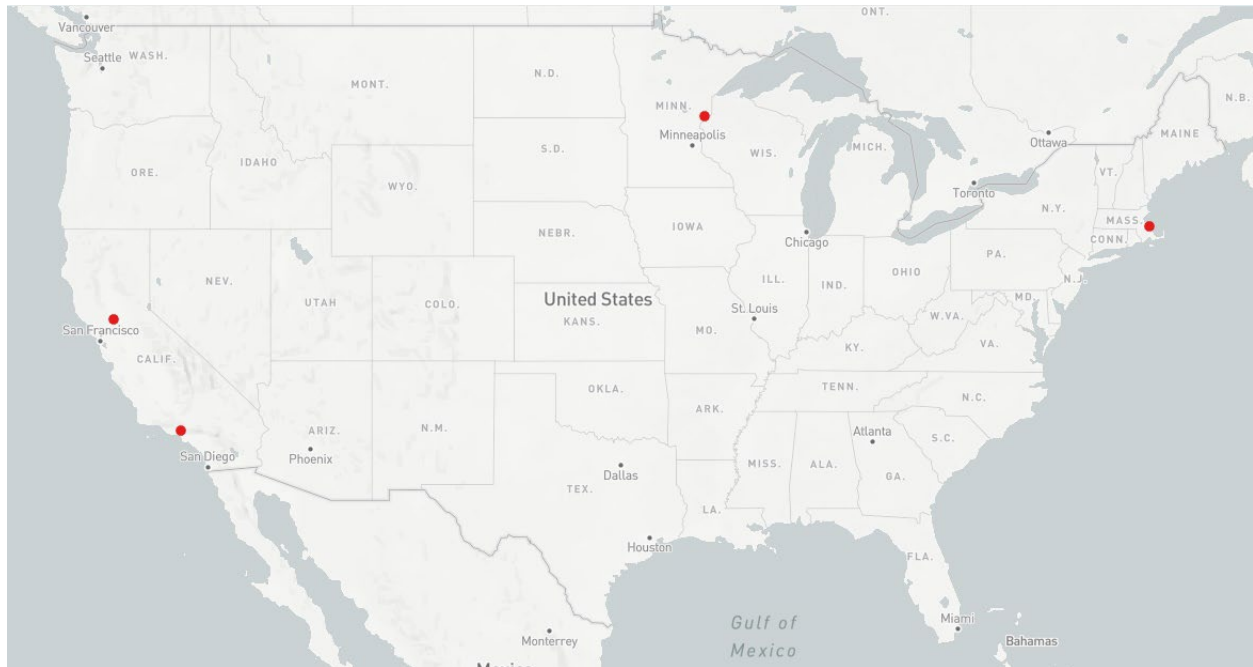 ONT.
Vancouver
WASH.
Seattle
N.D.
MONT.
MINN.
N.B.
Minneapolis
MAINE
Ottawa
S.D.
WIS.
MICH.
IDAHO
ORE.
VT.
WYO.
Toronto
N.Y.
MASS.
IOWA
NEBR.
Chicago
CONN.
PA.
OHIO
NEV.
ILL.
IND.
N.J.
UTAH
COLO.
United States
MD.
St. Louis
W.VA.
KANS.
San Francisco
MO.
VA.
KY.
CALIF.
TENN.
OKLA.
N.C.
ARK.
ARIZ.
N.M.
Atlanta
S.C.
San Diego
Phoenix
MISS.
ALA.
Dallas
GA.
TEX.
LA.
Houston
FLA.
Gulf of
Mexico
Miami
Monterrey
Bahamas
Mexico